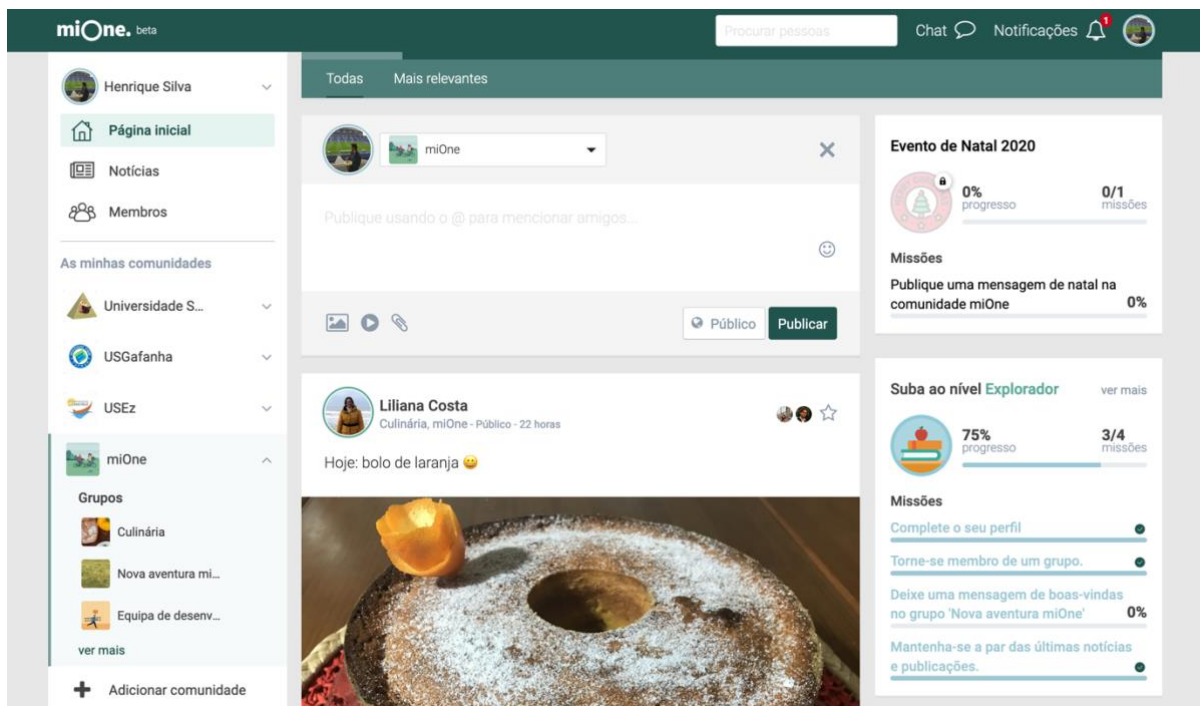 miOne. beta
Procurar pessoas
Chat
Notificações
1
Henrique Silva
Página inicial
Notícias
Membros
As minhas comunidades
Universidade S...
USGafanha
USEz
miOne
Grupos
Culinária
Nova aventura mi...
Equipa de desenv...
ver mais
Adicionar comunidade
Todas Mais relevantes
miOne
Publique usando o @ para mencionar amigos...
Público
Publicar
Liliana Costa
Culinária, miOne - Público - 22 horas
Hoje: bolo de laranja 😀
Evento de Natal 2020
0% 0/1
progresso missões
Missões
Publique uma mensagem de natal na
comunidade miOne 0%
Suba ao nível Explorador ver mais
75% 3/4
progresso missões
Missões
Complete o seu perfil
Torne-se membro de um grupo.
Deixe uma mensagem de boas-vindas
no grupo 'Nova aventura miOne' 0%
Mantenha-se a par das últimas notícias
e publicações.